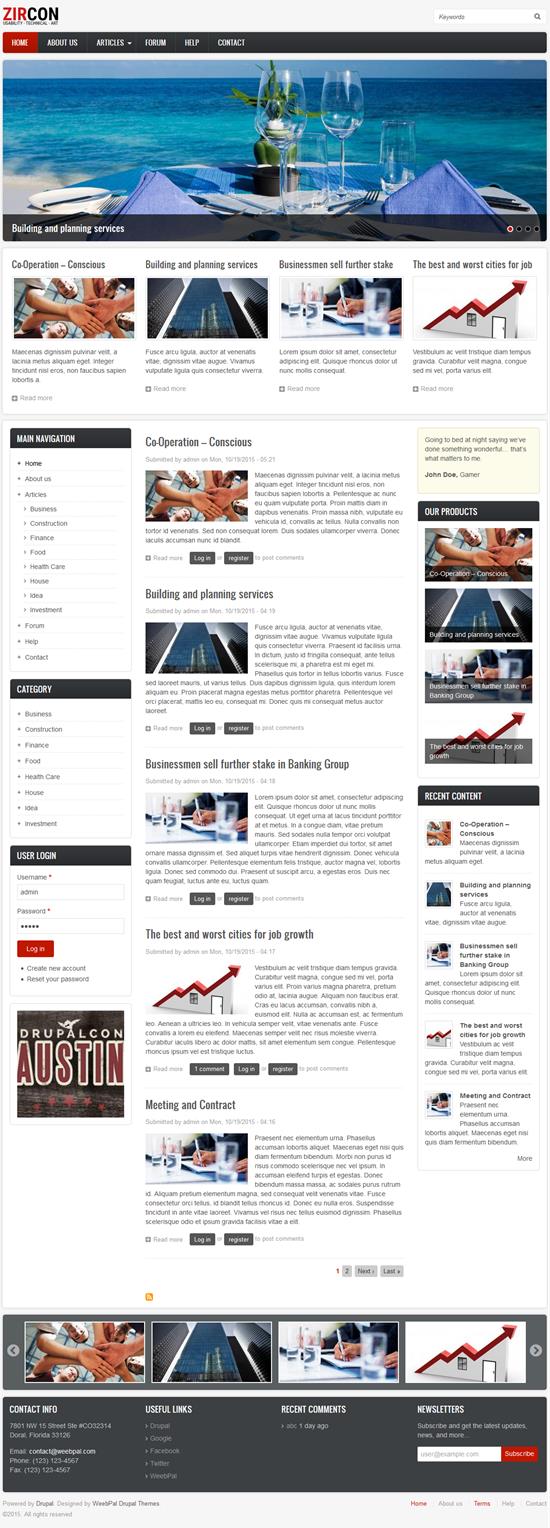 ZIRCON
USABILITY · TECHNICAL · ART
Keywords
HOME
ABOUT US
ARTICLES
FORUM
HELP
CONTACT
Building and planning services
Co-Operation – Conscious
Maecenas dignissim pulvinar velit, a
lacinia metus aliquam eget. Integer
tincidunt nisl eros, non faucibus sapien
lobortis a.
Read more
Building and planning services
Fusce arcu ligula, auctor at venenatis
vitae, dignissim vitae augue. Vivamus
vulputate ligula quis consectetur viverra.
Read more
Businessmen sell further stake
Lorem ipsum dolor sit amet, consectetur
adipiscing elit. Quisque rhoncus dolor ut
nunc mollis consequat.
Read more
The best and worst cities for job
Vestibulum ac velit tristique diam tempus
gravida. Curabitur velit magna, congue
sed mi vel, porta varius elit
Read more
MAIN NAVIGATION
Home
About us
Articles
Business
Construction
Finance
Food
Health Care
House
Idea
Investment
Forum
Help
Contact
CATEGORY
Business
Construction
Finance
Food
Health Care
House
Idea
Investment
USER LOGIN
Username *
admin
Password *
Log in
Create new account
Reset your password
DRUPALCON
AUSTIN
Co-Operation – Conscious
Submitted by admin on Mon, 10/19/2015 - 05:21
Maecenas dignissim pulvinar velit, a lacinia metus
aliquam eget. Integer tincidunt nisl eros, non
faucibus sapien lobortis a. Pellentesque ac nunc
eu quam vulputate porta. Proin mattis diam in
dapibus venenatis. Proin massa nibh, vulputate eu
vehicula id, convallis ac tellus. Nulla convallis non
tortor id venenatis. Sed non consequat lorem. Duis sodales ullamcorper viverra. Donec
iaculis accumsan nunc id blandit.
Read more Log in or register to post comments
Building and planning services
Submitted by admin on Mon, 10/19/2015 - 04:19
Fusce arcu ligula, auctor at venenatis vitae,
dignissim vitae augue. Vivamus vulputate ligula
quis consectetur viverra. Praesent id facilisis urna.
In dictum, justo id fringilla consequat, ante tellus
scelerisque mi, a pharetra est mi eget mi.
Phasellus quis tortor in tellus lobortis varius. Fusce
sed laoreet mauris, ut varius tellus. Duis dapibus dignissim ligula, quis interdum lorem
aliquam eu. Proin placerat magna egestas metus porttitor pharetra. Pellentesque vel
orci placerat, mattis leo eu, consequat mi. Donec quis mi consequat metus auctor
laoreet.
Read more Log in or register to post comments
Businessmen sell further stake in Banking Group
Submitted by admin on Mon, 10/19/2015 - 04:18
Lorem ipsum dolor sit amet, consectetur adipiscing
elit. Quisque rhoncus dolor ut nunc mollis
consequat. Ut eget urna at lacus tincidunt porttitor
at et metus. In a congue diam, vitae pretium
mauris. Sed sodales nulla tempor orci volutpat
ullamcorper. Etiam imperdiet dui tortor, sit amet
ornare massa dignissim et. Sed aliquet turpis vitae hendrerit dignissim. Donec vehicula
convallis ullamcorper. Pellentesque elementum felis tristique, auctor magna vel, lobortis
ligula. Donec sed commodo dui. Praesent ut suscipit arcu, a egestas eros. Duis nec
quam feugiat, luctus ante eu, luctus quam.
Read more Log in or register to post comments
The best and worst cities for job growth
Submitted by admin on Mon, 10/19/2015 - 04:17
Vestibulum ac velit tristique diam tempus gravida.
Curabitur velit magna, congue sed mi vel, porta
varius elit. Proin varius magna pharetra, pretium
odio at, lacinia augue. Aliquam non faucibus erat.
Cras eu lacus accumsan, convallis nibh a,
euismod elit. Nulla ac accumsan est, ac fermentum
leo. Aenean a ultricies leo. In vehicula semper velit, vitae venenatis ante. Fusce
convallis a lorem eu eleifend. Maecenas semper velit nec risus molestie viverra.
Curabitur iaculis libero ac dolor mattis, sit amet elementum sem congue. Pellentesque
rhoncus ipsum vel est tristique luctus.
Read more 1 comment Log in or register to post comments
Meeting and Contract
Submitted by admin on Mon, 10/19/2015 - 04:16
Praesent nec elementum urna. Phasellus
accumsan lobortis aliquet. Maecenas eget nisi quis
diam fermentum bibendum. Morbi non purus id
risus commodo scelerisque nec vel ipsum. In
accumsan eleifend turpis et egestas. Donec
bibendum massa massa, ac sodales purus rutrum
id. Aliquam pretium elementum magna, sed consequat velit venenatis vitae. Fusce
consectetur orci tellus, id blandit tellus rhoncus id. Donec eu nulla eros. Suspendisse
tincidunt in ante vitae laoreet. Vivamus vel risus nec tellus euismod dignissim. Phasellus
scelerisque odio et ipsum gravida facilisis vitae a elit
Read more Log in or register to post comments
1 2 Next › Last »
Going to bed at night saying we've
done something wonderful... that's
what matters to me.
John Doe, Gamer
OUR PRODUCTS
Co-Operation – Conscious
Building and planning services
Businessmen sell further stake in
Banking Group
The best and worst cities for job
growth
RECENT CONTENT
Co-Operation –
Conscious
Maecenas dignissim
pulvinar velit, a lacinia
metus aliquam eget.
Building and planning
services
Fusce arcu ligula,
auctor at venenatis
vitae, dignissim vitae augue.
Businessmen sell
further stake in
Banking Group
Lorem ipsum dolor sit
amet, consectetur adipiscing elit.
Quisque rhoncus dolor ut nunc
mollis consequat.
The best and worst
cities for job growth
Vestibulum ac velit
tristique diam tempus
gravida. Curabitur velit magna,
congue sed mi vel, porta varius elit
Meeting and Contract
Praesent nec
elementum urna.
Phasellus accumsan
lobortis aliquet. Maecenas eget nisi
quis diam fermentum bibendum.
More
CONTACT INFO
7801 NW 15 Street Ste #CO32314
Doral, Florida 33126
Email: contact@weebpal.com
Phone: (123) 123-4567
Fax: (123) 123-4567
USEFUL LINKS
Drupal
Google
Facebook
Twitter
WeebPal
RECENT COMMENTS
abc 1 day ago
NEWSLETTERS
Subscribe and get the latest updates,
news, and more...
user@example.com
Subscribe
Powered by Drupal. Designed by WeebPal Drupal Themes
©2015. All rights reserved
Home
About us
Terms
Help
Contact